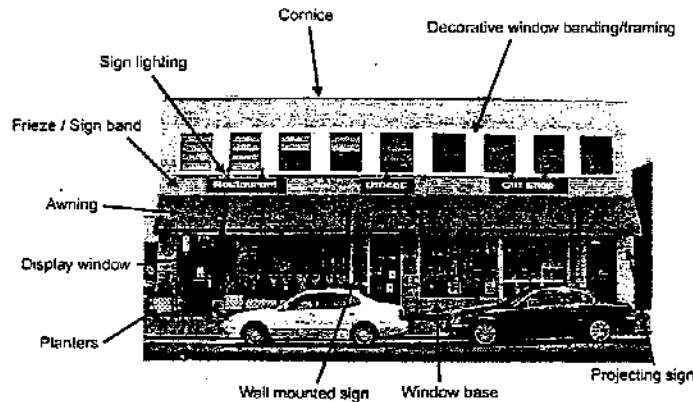 Cornice
Decorative window banding/framing
Sign lighting
Frieze / Sign band
Restaurant
Offices
Gift Shop
Awning
Display window
Planters
Wall mounted sign
Window base
Projecting sign